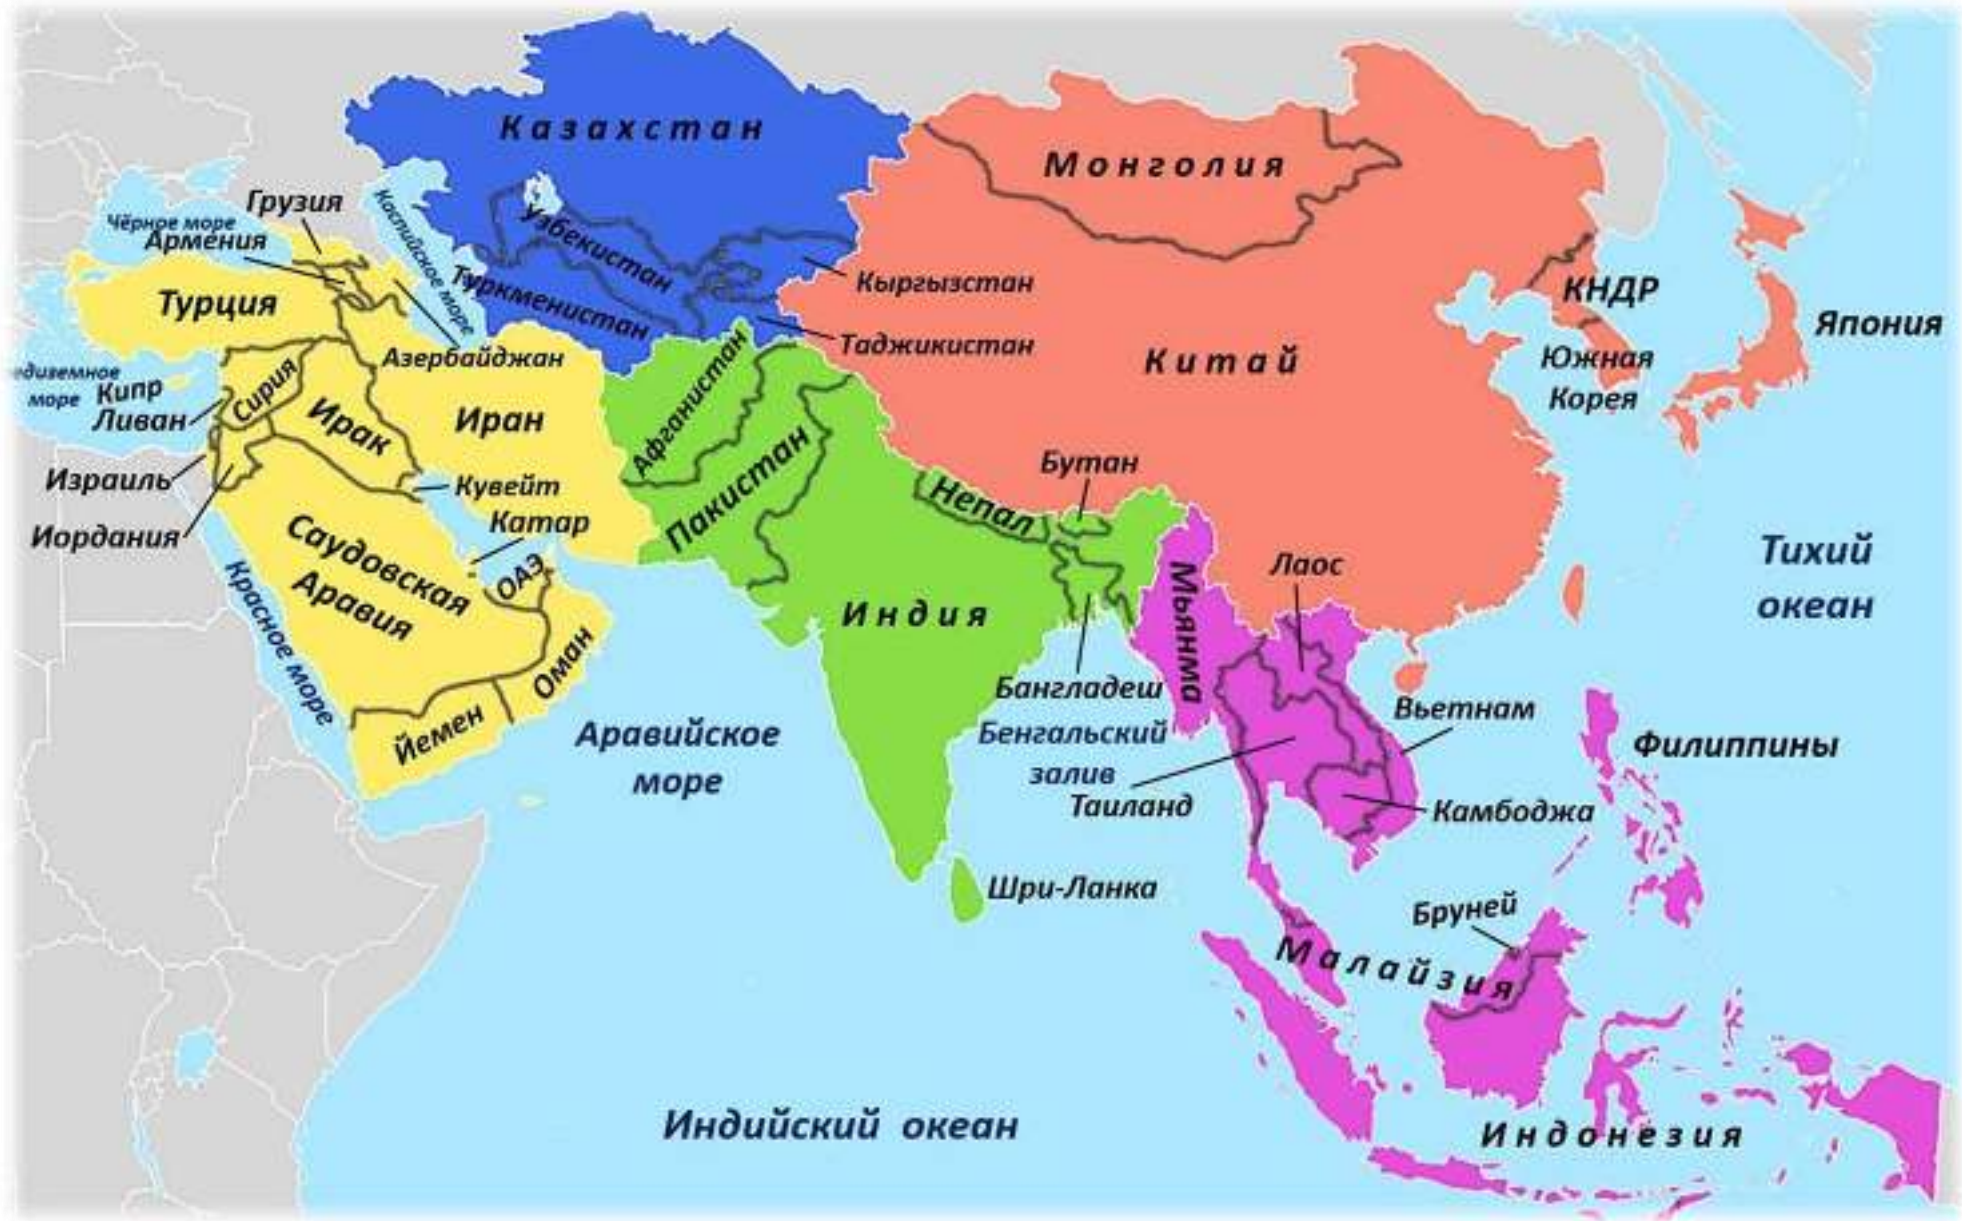 Казахстан
Монголия
Грузия
Чёрное море
Армения
Каспийское море
Узбекистан
Туркменистан
Кыргызстан
Таджикистан
Турция
Азербайджан
КНДР
Япония
Южная
Корея
Китай
море
Кипр
Ливан
Сирия
Ирак
Иран
Афганистан
Пакистан
Израиль
Иордания
Кувейт
Катар
ОАЭ
Саудовская
Аравия
Красное море
Йемен
Оман
Непал
Бутан
Индия
Бангладеш
Мьянма
Лаос
Тихий
океан
Аравийское
море
Бенгальский
залив
Таиланд
Вьетнам
Камбоджа
Филиппины
Шри-Ланка
Бруней
Малайзия
Индийский океан
Индонезия